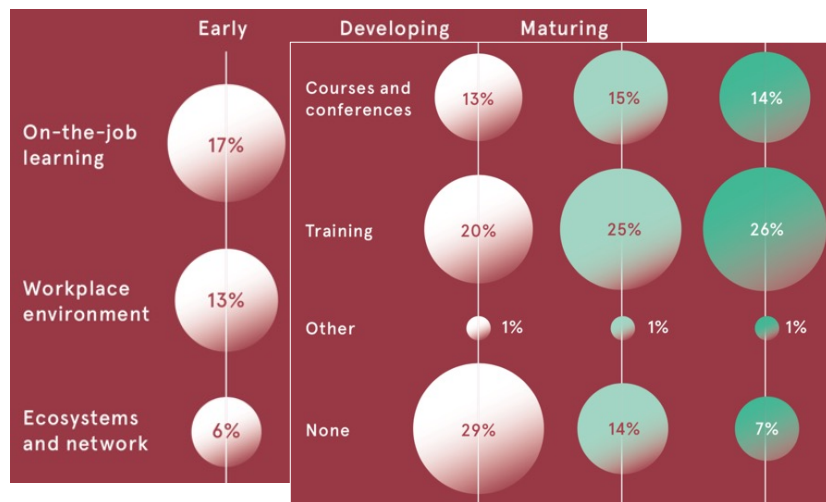 Early Developing Maturing
On-the-job
learning
17%
Workplace
environment
13%
Ecosystems
and network
6%
Courses and
conferences
13% 15% 14%
Training
20% 25% 26%
Other
1% 1% 1%
None
29% 14% 7%